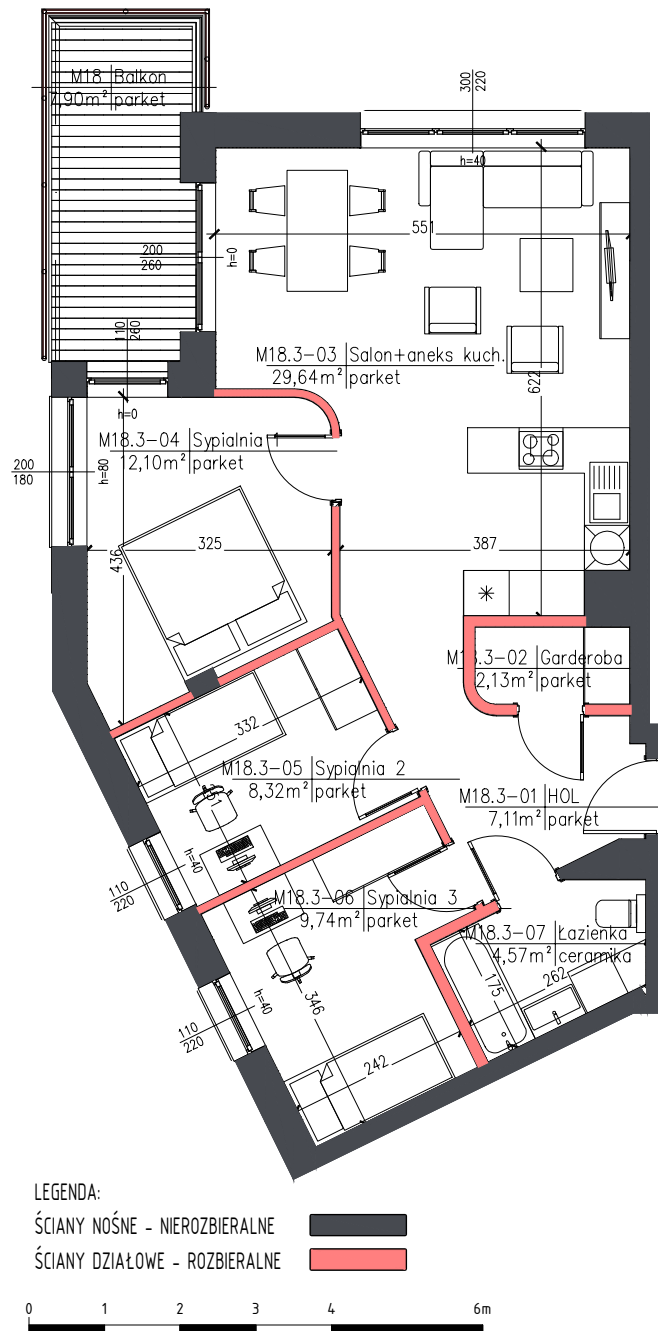 M18 Balkon
7,90m² parket
300
220
h=40
551
200
260
h=0
110
260
h=0
M18.3-03 Salon+aneks kuch.
29,64m² parket
622
M18.3-04 Sypialnia 1
12,10m² parket
200
180
h=80
436
325
387
M18.3-02 Garderoba
2,13m² parket
332
M18.3-05 Sypialnia 2
8,32m² parket
M18.3-01 HOL
7,11m² parket
110
220
h=40
M18.3-06 Sypialnia 3
9,74m² parket
M18.3-07 Łazienka
4,57m² ceramika
262
175
110
220
h=40
346
242
LEGENDA:
ŚCIANY NOŚNE - NIEROZBIERALNE
ŚCIANY DZIAŁOWE - ROZBIERALNE
0 1 2 3 4 6m